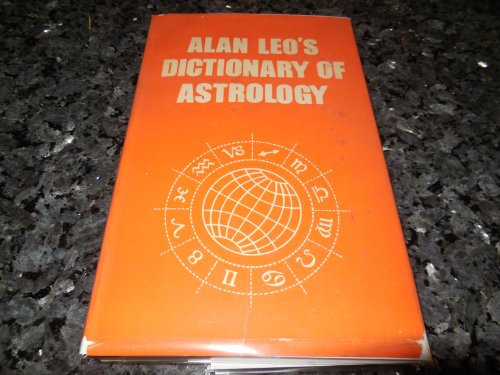 ALAN LEO'S
DICTIONARY OF
ASTROLOGY